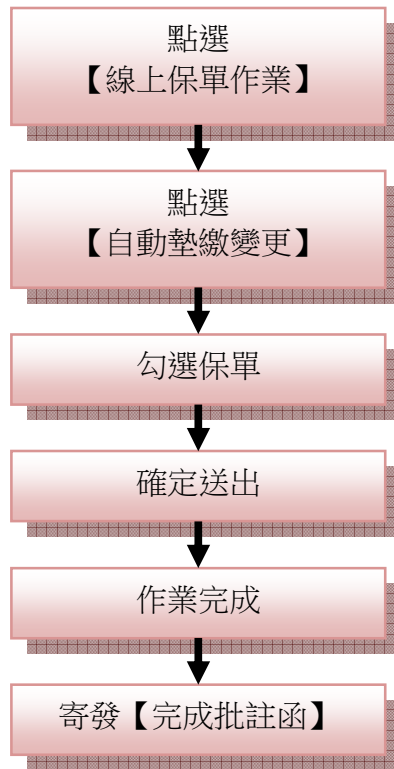 點選
【線上保單作業】
點選
【自動墊繳變更】
勾選保單
確定送出
作業完成
寄發【完成批註函】